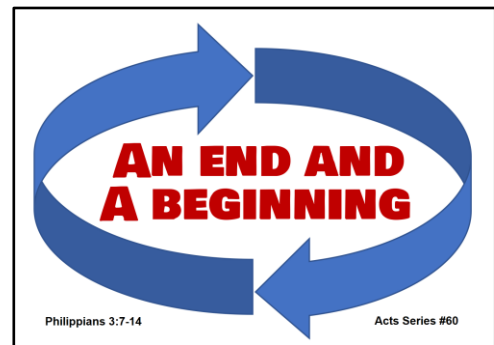 AN END AND
A BEGINNING
Philippians 3:7-14
Acts Series #60